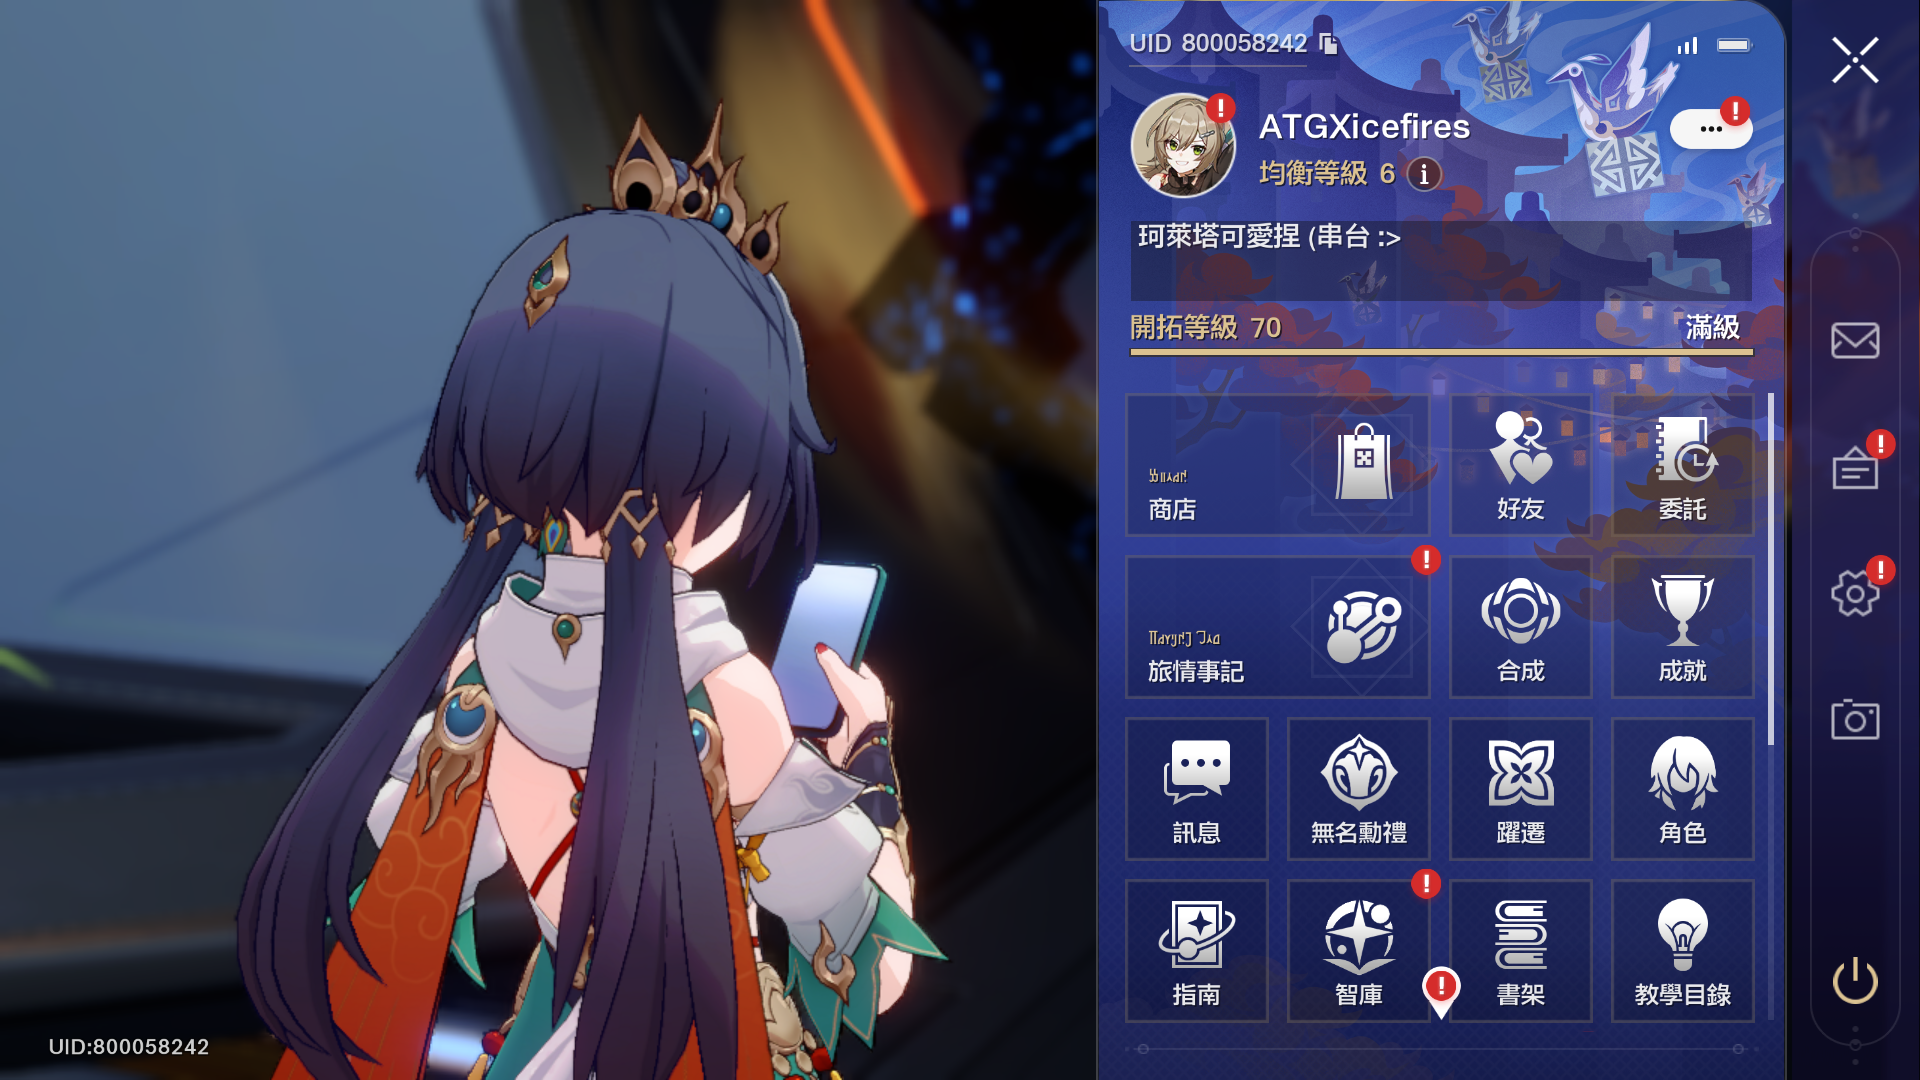 UID 800058242
ATGXicefires
均衡等級 6
珂萊塔可愛捏 (串台 :>
開拓等級 70
滿級
商店
好友
委託
旅情事記
合成
成就
訊息
無名勳禮
躍遷
角色
指南
智庫
書架
教學目錄
UID:800058242